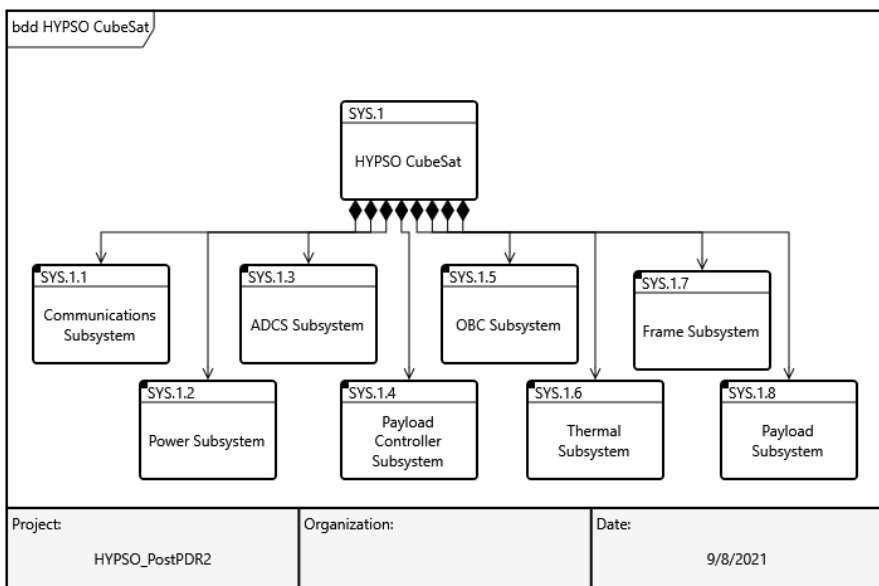 bdd HYPSO CubeSat
SYS.1
HYPSO CubeSat
SYS.1.1
Communications
Subsystem
SYS.1.3
ADCS Subsystem
SYS.1.5
OBC Subsystem
SYS.1.7
Frame Subsystem
SYS.1.2
Power Subsystem
SYS.1.4
Payload
Controller
Subsystem
SYS.1.6
Thermal
Subsystem
SYS.1.8
Payload
Subsystem
Project:
HYPSO_PostPDR2
Organization:
Date:
9/8/2021